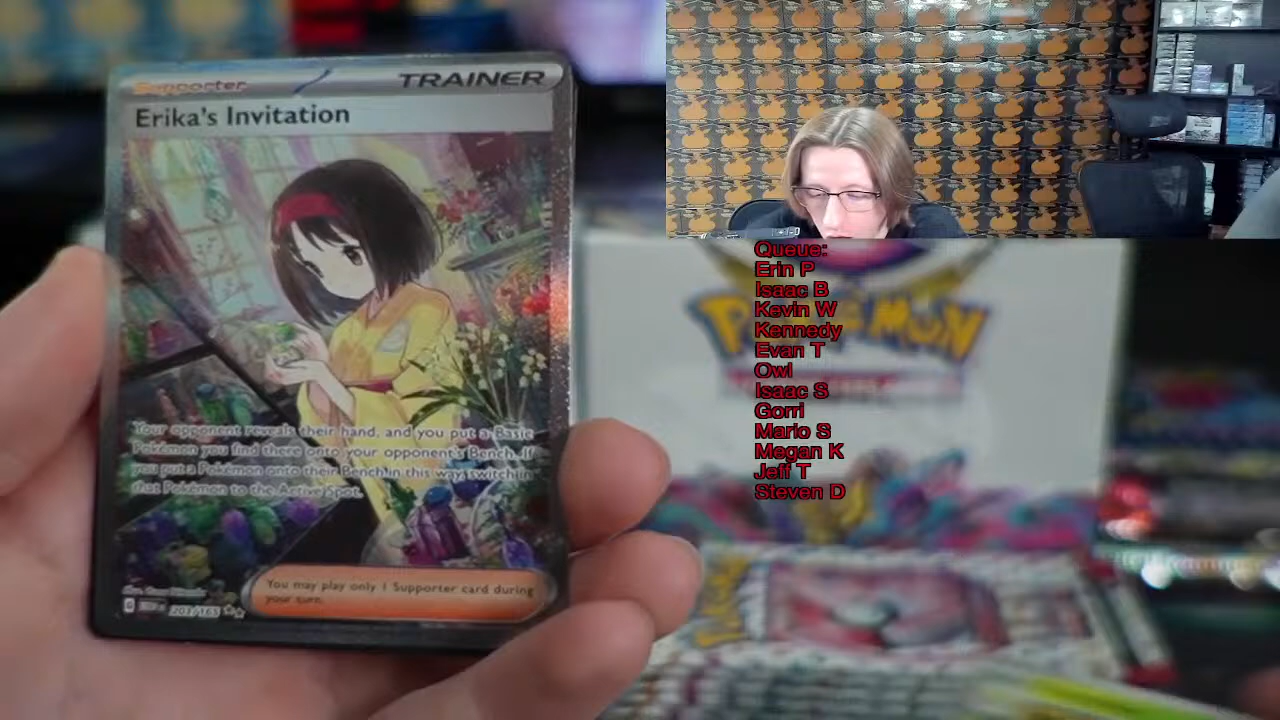 Supporter
TRAINER
Erika's Invitation
Your opponent reveals their hand, and you put a Basic
Pokémon you find there onto your opponent's Bench. If
you put a Pokémon onto their Bench in this way, switch in
that Pokémon to the Active Spot.
You may play only 1 Supporter card during
your turn.
203/165
Queue:
Erin P
Isaac B
Kevin W
Kennedy
Evan T
Owl
Isaac S
Gorri
Mario S
Megan K
Jeff T
Steven D
POKÉMON